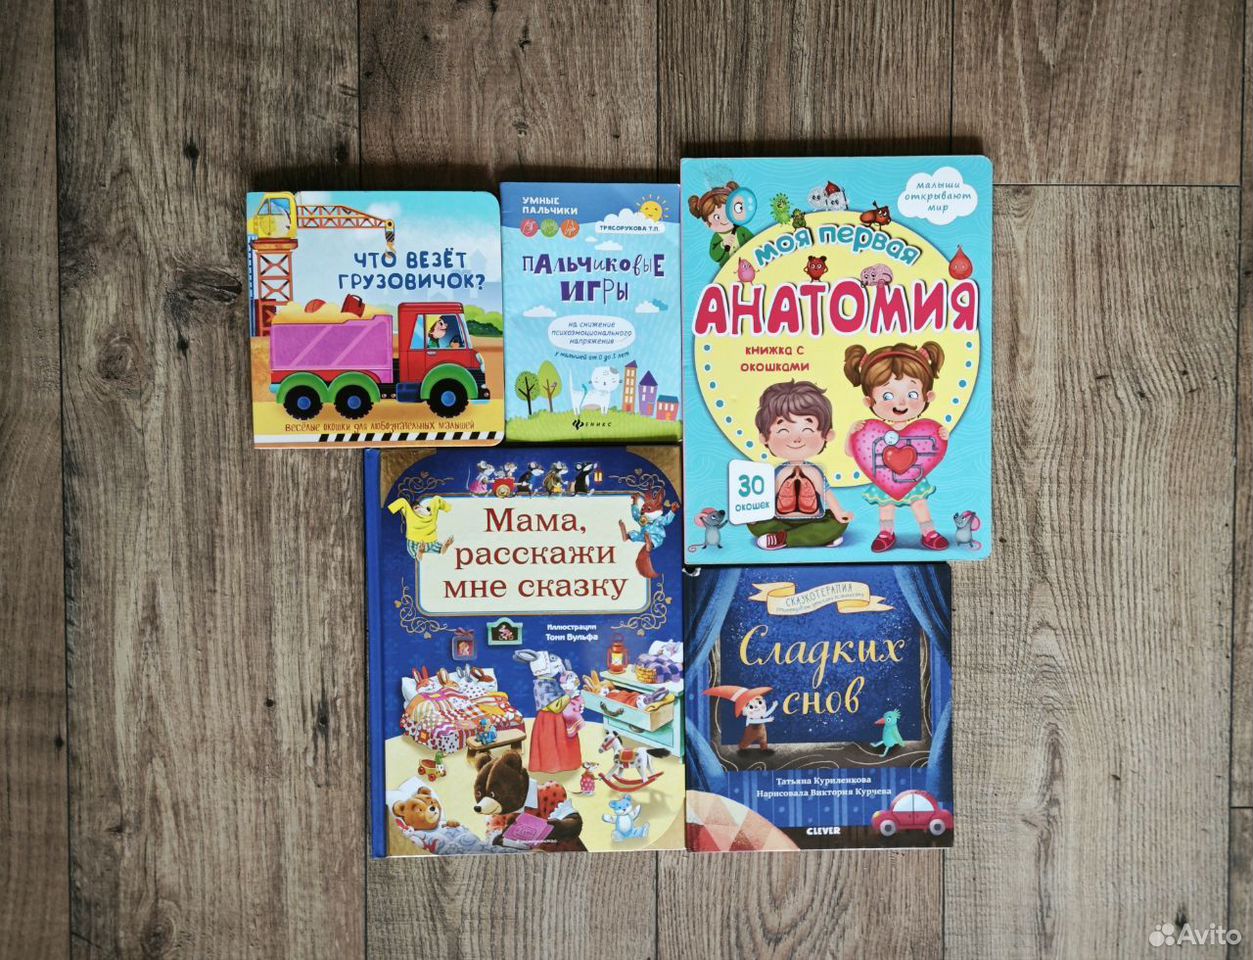 ЧТО ВЕЗЁТ
ГРУЗОВИЧОК?
ВЕСЁЛЫЕ ОКОШКИ ДЛЯ ЛЮБОЗНАТЕЛЬНЫХ МАЛЫШЕЙ
УМНЫЕ
ПАЛЬЧИКИ
ТРЯСОРУКОВА Т.П.
ПАЛЬЧИКОВЫЕ
ИГРЫ
на снижение
психоэмоционального
напряжения
у малышей от 0 до 3 лет
ФЕНИКС
малыши
открывают
мир
моя первая
АНАТОМИЯ
книжка с
окошками
30
окошек
Мама,
расскажи
мне сказку
Иллюстрации
Тони Вульфа
СКАЗКОТЕРАПИЯ
Сладких
снов
Татьяна Куриленкова
Нарисовала Виктория Курчева
CLEVER
Avito